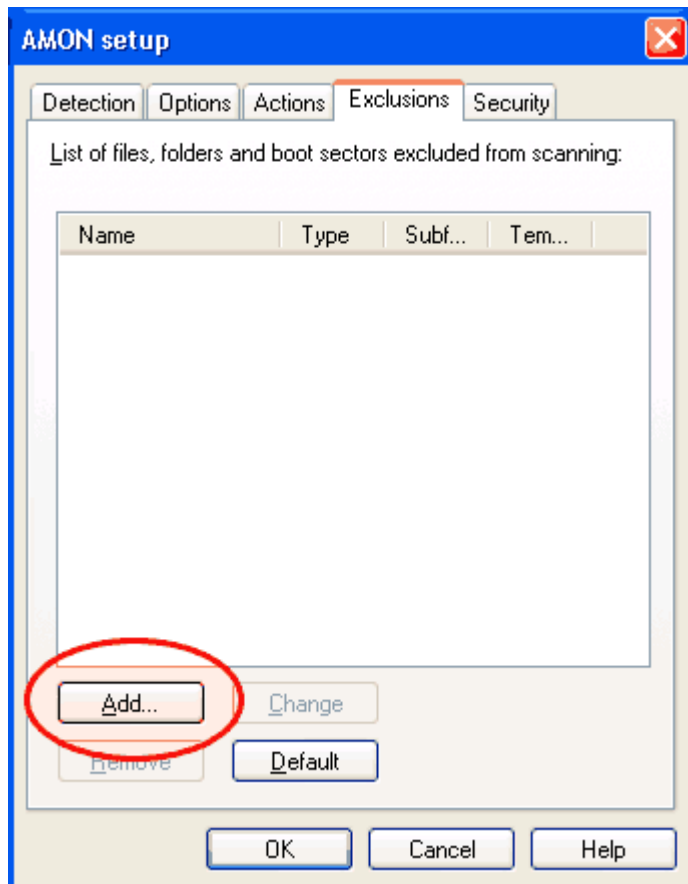 AMON setup
Detection Options Actions Exclusions Security
List of files, folders and boot sectors excluded from scanning:
Name Type Subf... Tem...
Add... Change
Remove Default
OK Cancel Help